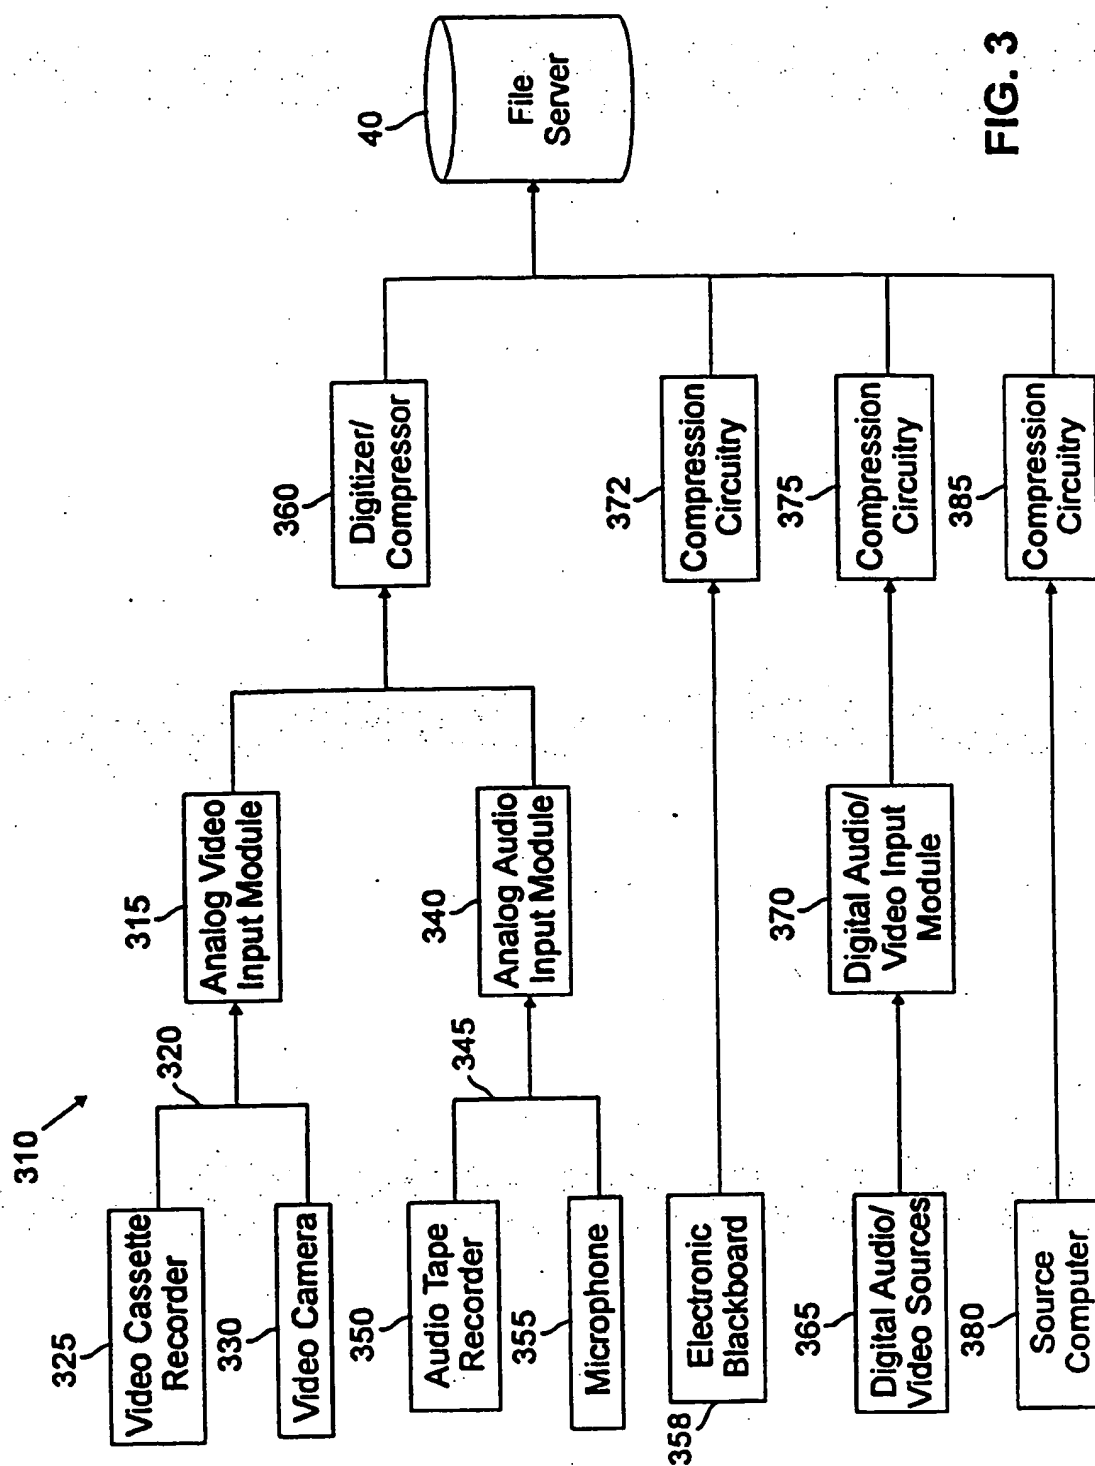 310
325
Video Cassette
Recorder
320
330
Video Camera
315
Analog Video
Input Module
350
Audio Tape
Recorder
345
355
Microphone
340
Analog Audio
Input Module
360
Digitizer/
Compressor
40
File
Server
358
Electronic
Blackboard
372
Compression
Circuitry
365
Digital Audio/
Video Sources
370
Digital Audio/
Video Input
Module
375
Compression
Circuitry
380
Source
Computer
385
Compression
Circuitry
FIG. 3